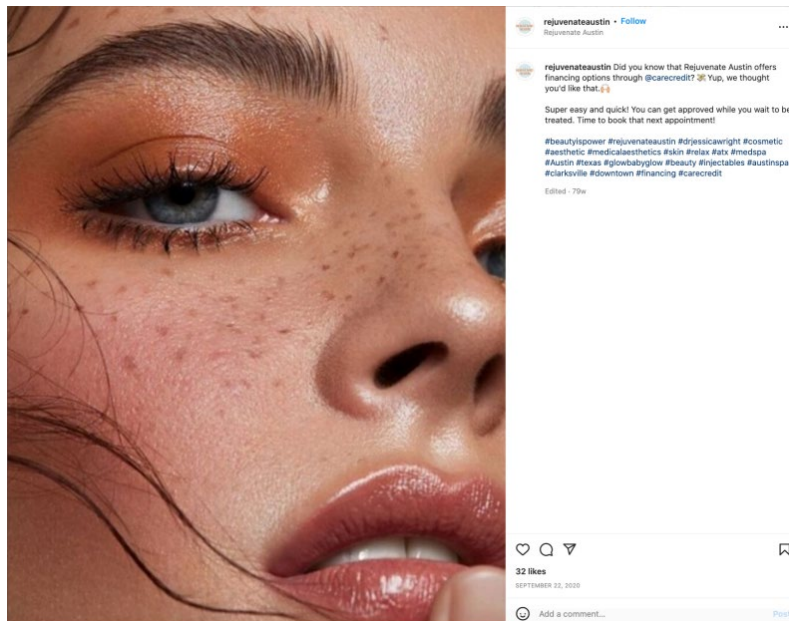 rejuvenateaustin • Follow
Rejuvenate Austin
rejuvenateaustin Did you know that Rejuvenate Austin offers
financing options through @carecredit? 💸 Yup, we thought
you'd like that.🙌🏼
Super easy and quick! You can get approved while you wait to be
treated. Time to book that next appointment!
#beautyispower #rejuvenateaustin #drjessicawright #cosmetic
#aesthetic #medicalaesthetics #skin #relax #atx #medspa
#Austin #texas #glowbabyglow #beauty #injectables #austinspa
#clarksville #downtown #financing #carecredit
Edited · 79w
32 likes
SEPTEMBER 22, 2020
Add a comment... Post